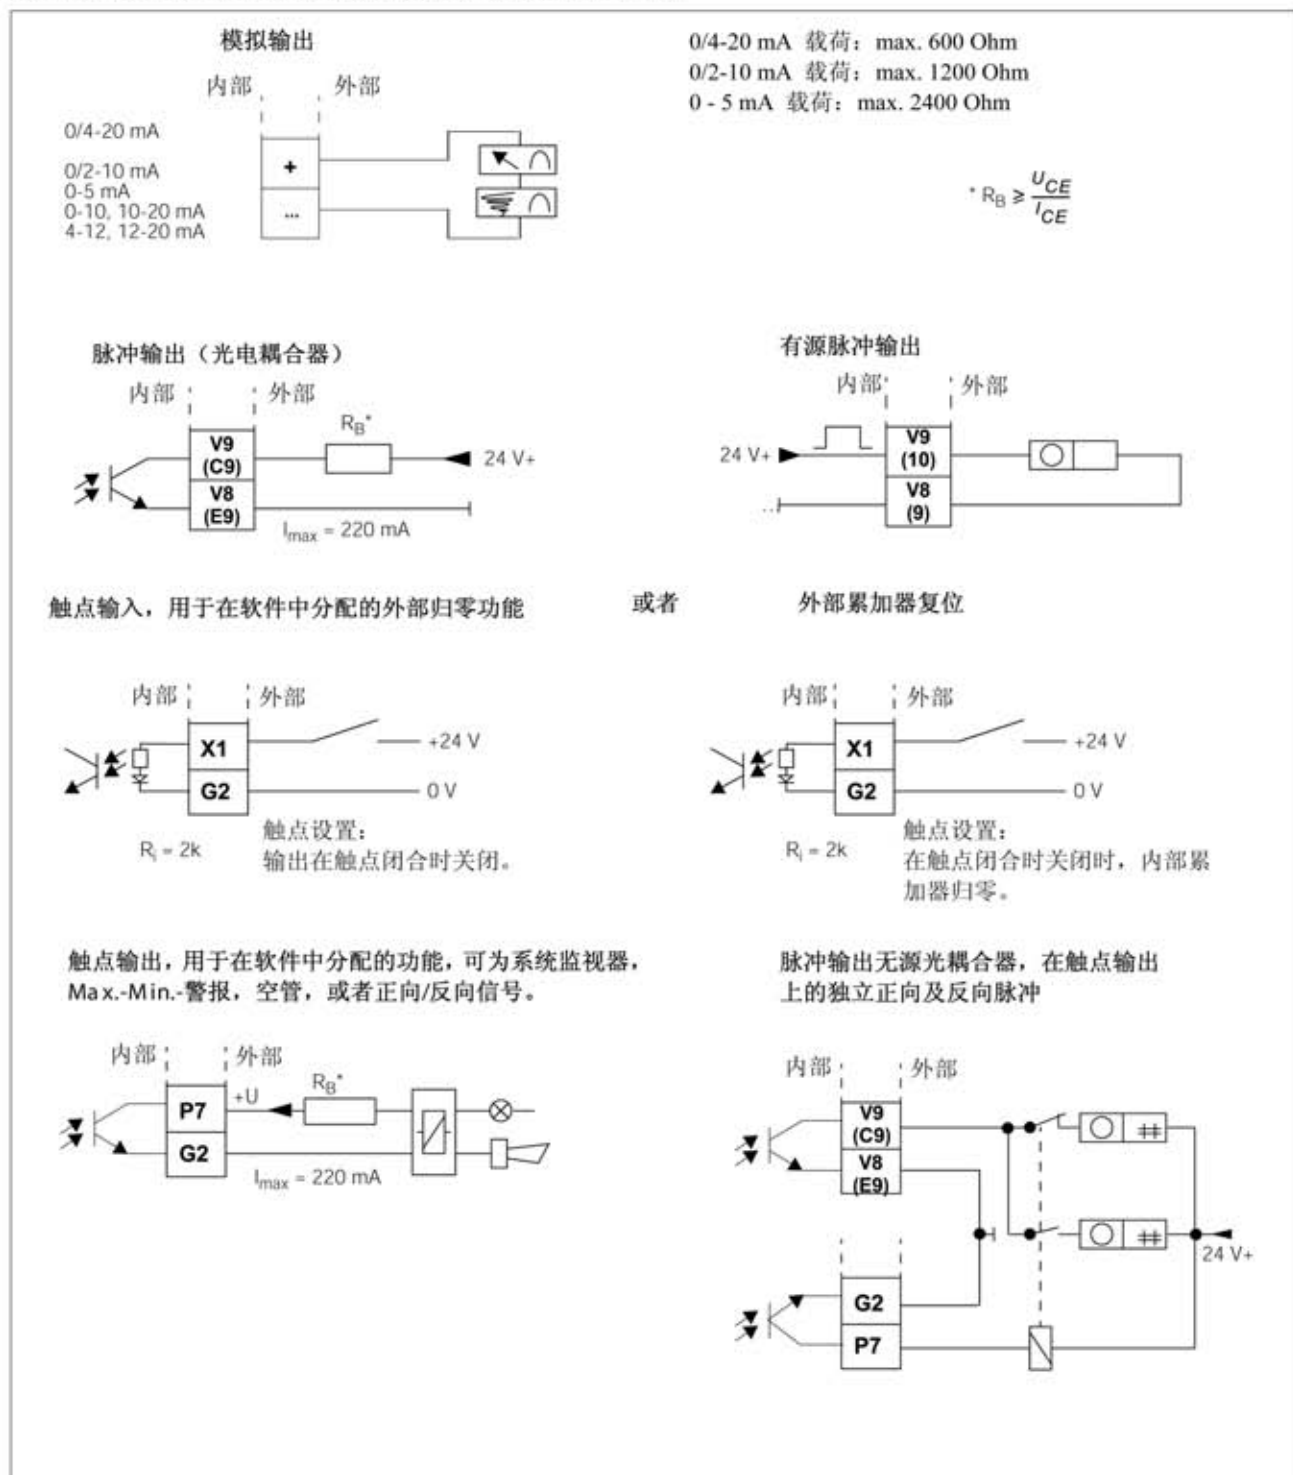 模拟输出
内部 外部
0/4-20 mA
0/2-10 mA
0-5 mA
0-10, 10-20 mA
4-12, 12-20 mA
+
...
0/4-20 mA 载荷：max. 600 Ohm
0/2-10 mA 载荷：max. 1200 Ohm
0 - 5 mA 载荷：max. 2400 Ohm
* RB ≥ UCE / ICE
脉冲输出（光电耦合器）
内部 外部
V9
(C9)
V8
(E9)
RB*
24 V+
Imax = 220 mA
有源脉冲输出
内部 外部
24 V+
V9
(10)
V8
(9)
触点输入，用于在软件中分配的外部归零功能
或者
外部累加器复位
内部 外部
X1
G2
+24 V
0 V
Ri = 2k
触点设置：
输出在触点闭合时关闭。
内部 外部
X1
G2
+24 V
0 V
Ri = 2k
触点设置：
在触点闭合时关闭时，内部累
加器归零。
触点输出，用于在软件中分配的功能，可为系统监视器，
Max.-Min.-警报，空管，或者正向/反向信号。
内部 外部
P7
G2
+U
RB*
Imax = 220 mA
脉冲输出无源光耦合器，在触点输出
上的独立正向及反向脉冲
内部 外部
V9
(C9)
V8
(E9)
24 V+
G2
P7